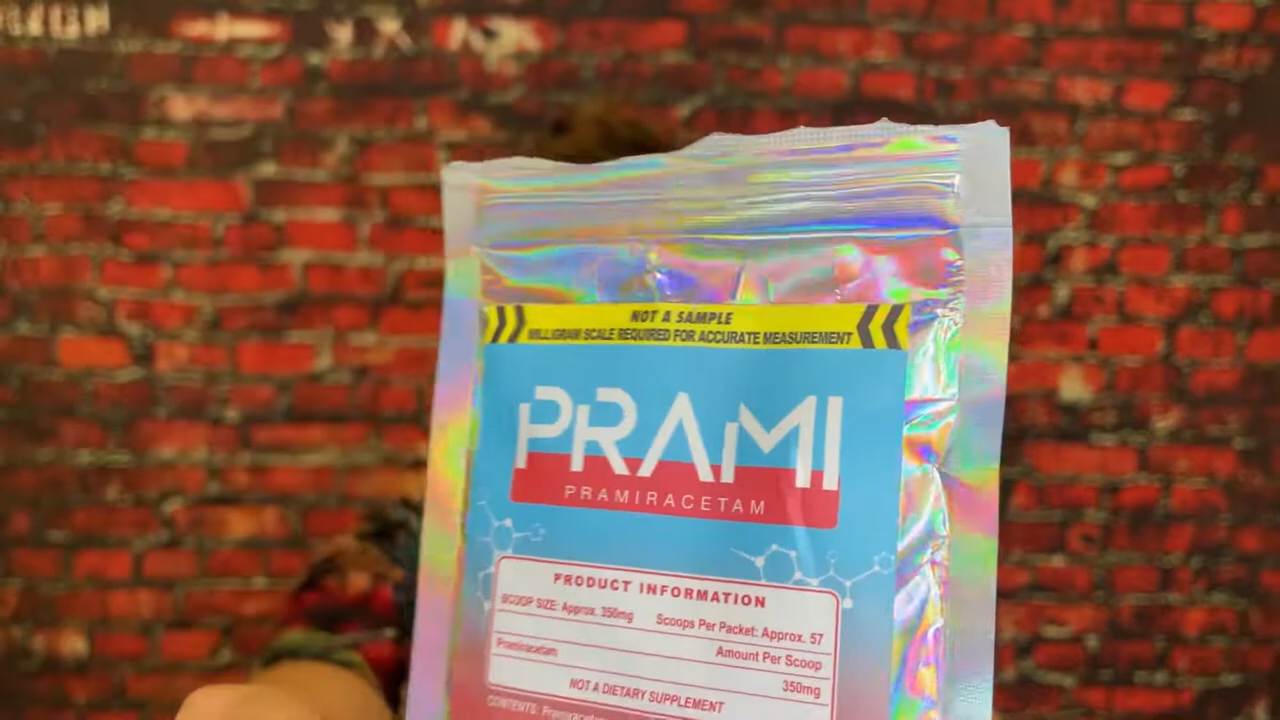 NOT A SAMPLE
MILLIGRAM SCALE REQUIRED FOR ACCURATE MEASUREMENT
PRAMI
PRAMIRACETAM
PRODUCT INFORMATION
SCOOP SIZE: Approx. 350mg Scoops Per Packet: Approx. 57
Amount Per Scoop
Pramiracetam 350mg
NOT A DIETARY SUPPLEMENT
CONTENTS: